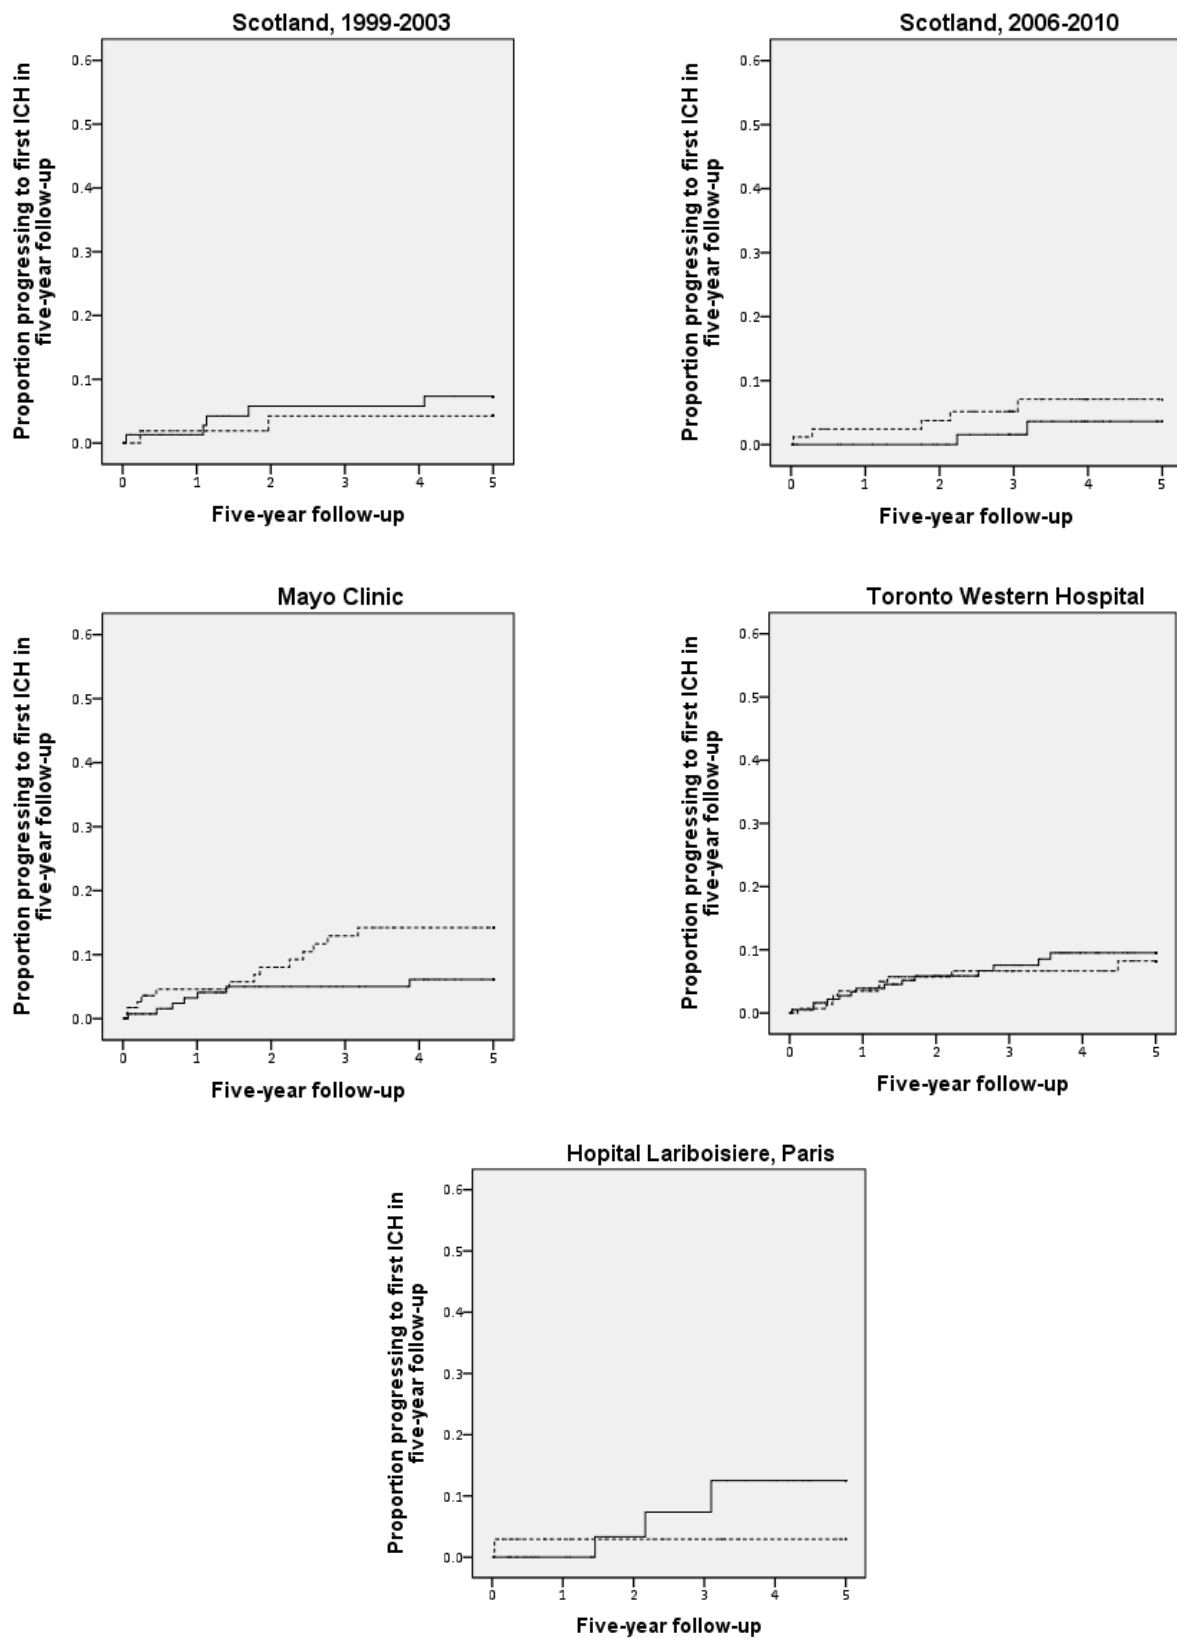 Scotland, 1999-2003
Proportion progressing to first ICH in
five-year follow-up
0.6
0.5
0.4
0.3
0.2
0.1
0.0
0 1 2 3 4 5
Five-year follow-up
Scotland, 2006-2010
Proportion progressing to first ICH in
five-year follow-up
0.6
0.5
0.4
0.3
0.2
0.1
0.0
0 1 2 3 4 5
Five-year follow-up
Mayo Clinic
Proportion progressing to first ICH in
five-year follow-up
0.6
0.5
0.4
0.3
0.2
0.1
0.0
0 1 2 3 4 5
Five-year follow-up
Toronto Western Hospital
Proportion progressing to first ICH in
five-year follow-up
0.6
0.5
0.4
0.3
0.2
0.1
0.0
0 1 2 3 4 5
Five-year follow-up
Hopital Lariboisiere, Paris
Proportion progressing to first ICH in
five-year follow-up
0.6
0.5
0.4
0.3
0.2
0.1
0.0
0 1 2 3 4 5
Five-year follow-up